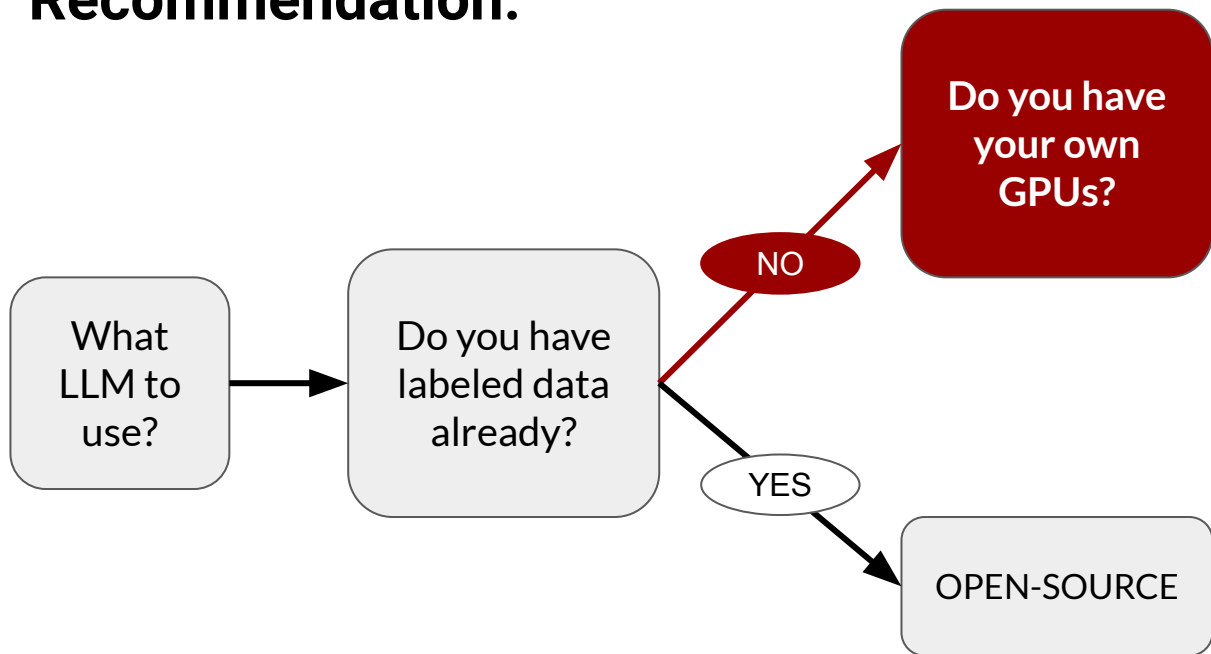 Recommendation:
What
LLM to
use?
Do you have
labeled data
already?
NO
Do you have
your own
GPUs?
YES
OPEN-SOURCE